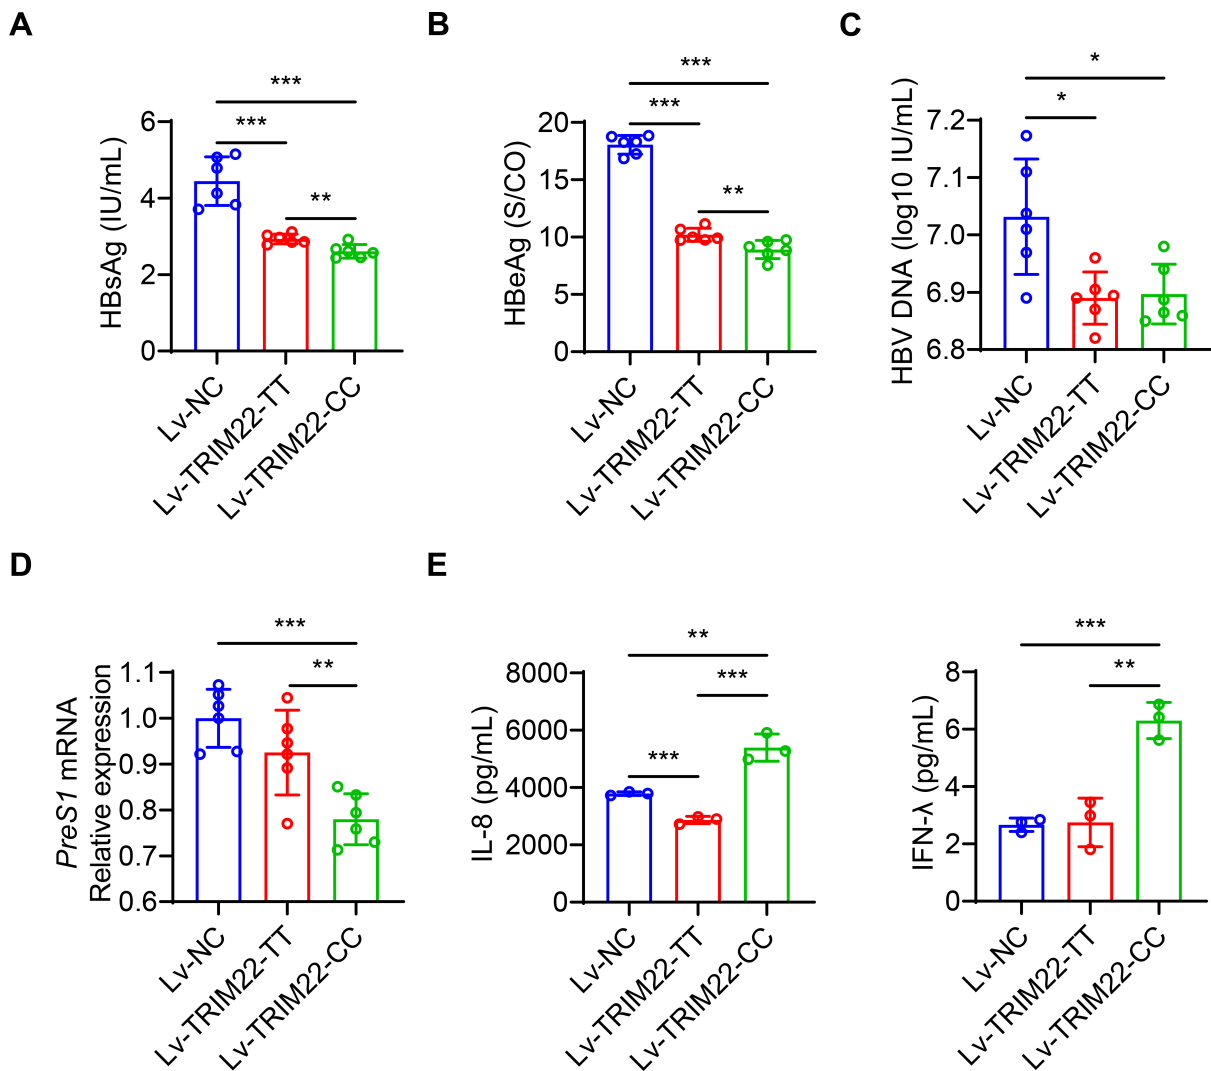 A
HBsAg (IU/mL)
6
4
2
0
***
***
**
Lv-NC
Lv-TRIM22-TT
Lv-TRIM22-CC
B
HBeAg (S/CO)
20
15
10
5
0
***
***
**
Lv-NC
Lv-TRIM22-TT
Lv-TRIM22-CC
C
HBV DNA (log10 IU/mL)
7.2
7.1
7.0
6.9
6.8
*
*
Lv-NC
Lv-TRIM22-TT
Lv-TRIM22-CC
D
PreS1 mRNA
Relative expression
1.1
1.0
0.9
0.8
0.7
0.6
***
**
Lv-NC
Lv-TRIM22-TT
Lv-TRIM22-CC
E
IL-8 (pg/mL)
8000
6000
4000
2000
0
**
***
***
Lv-NC
Lv-TRIM22-TT
Lv-TRIM22-CC
IFN-λ (pg/mL)
8
6
4
2
0
***
**
Lv-NC
Lv-TRIM22-TT
Lv-TRIM22-CC